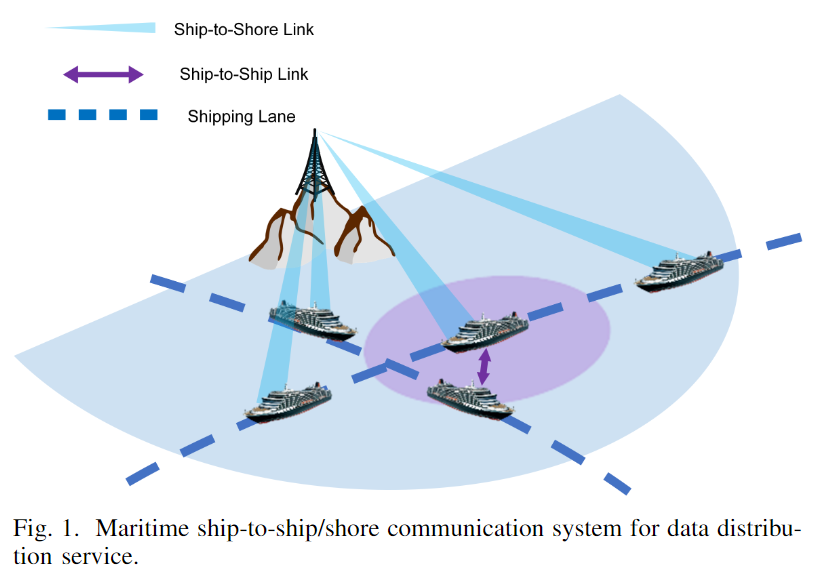 Ship-to-Shore Link
Ship-to-Ship Link
Shipping Lane
Fig. 1. Maritime ship-to-ship/shore communication system for data distribu-
tion service.